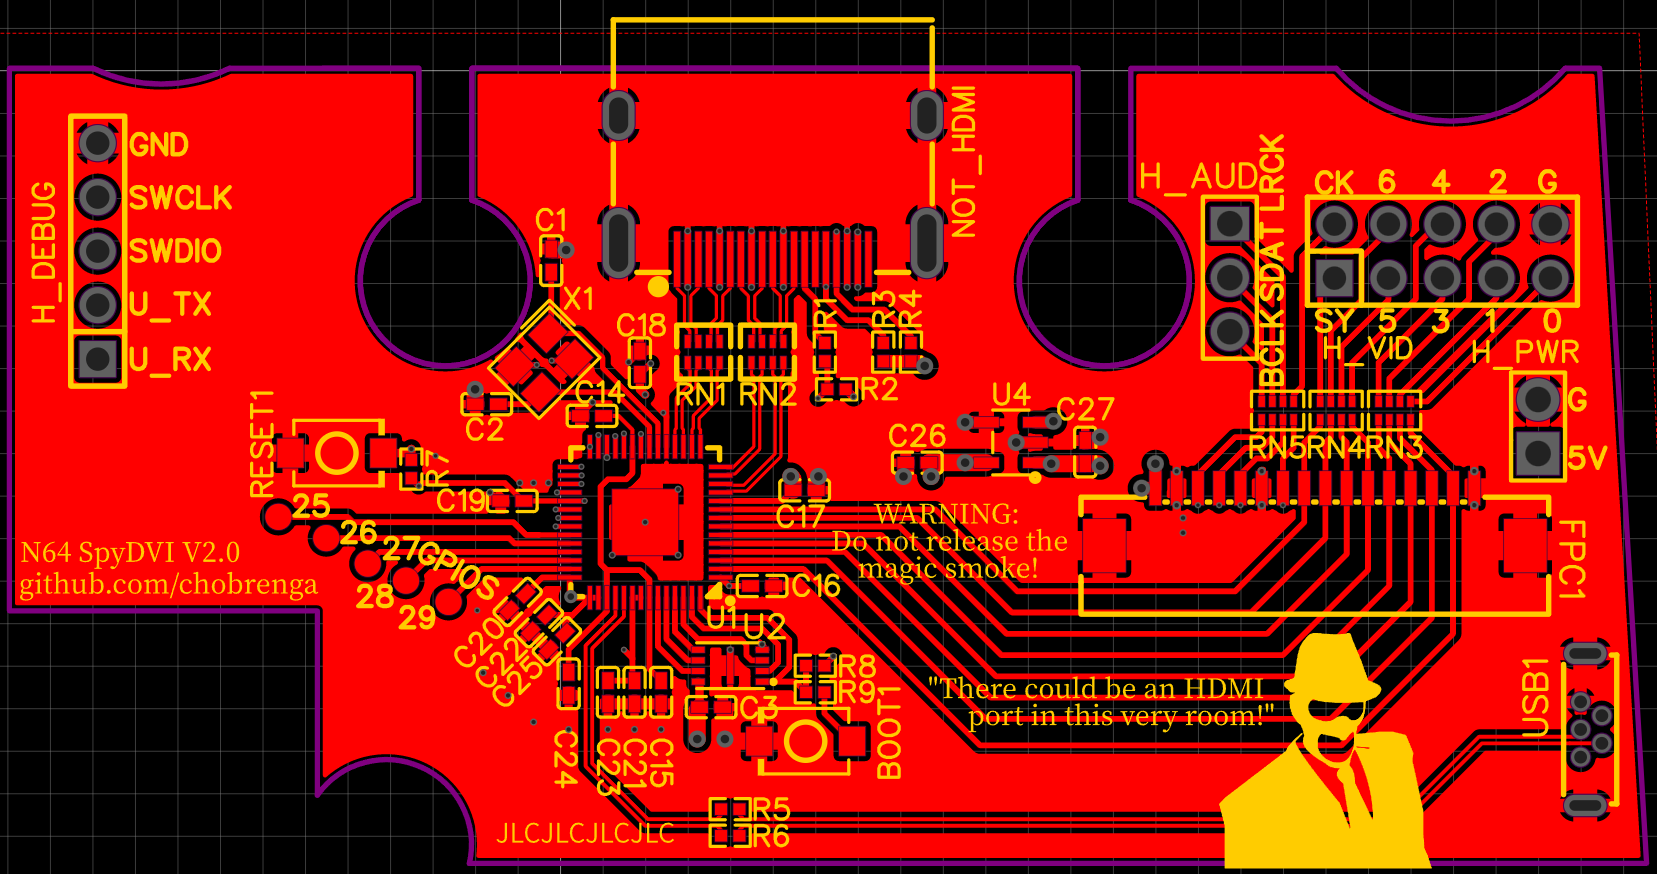 H_DEBUG
GND
SWCLK
SWDIO
U_TX
U_RX
NOT_HDMI
H_AUD
LRCK
SDAT
BCLK
CK 6 4 2 G
SY 5 3 1 0
H_VID
H_PWR
G
5V
C1
X1
C18
C14
C2
RN1
RN2
R1
R3
R4
R2
U4
C27
C26
RN5
RN4
RN3
RESET1
R7
C19
C17
25
26
27
28
29
GPIOS
N64 SpyDVI V2.0
github.com/chobrenga
WARNING:
Do not release the
magic smoke!
FPC1
C16
U1
U2
C20
C22
C25
R8
R9
C3
BOOT1
C24
C23
C21
C15
"There could be an HDMI
port in this very room!"
USB1
R5
R6
JLCJLCJLCJLC